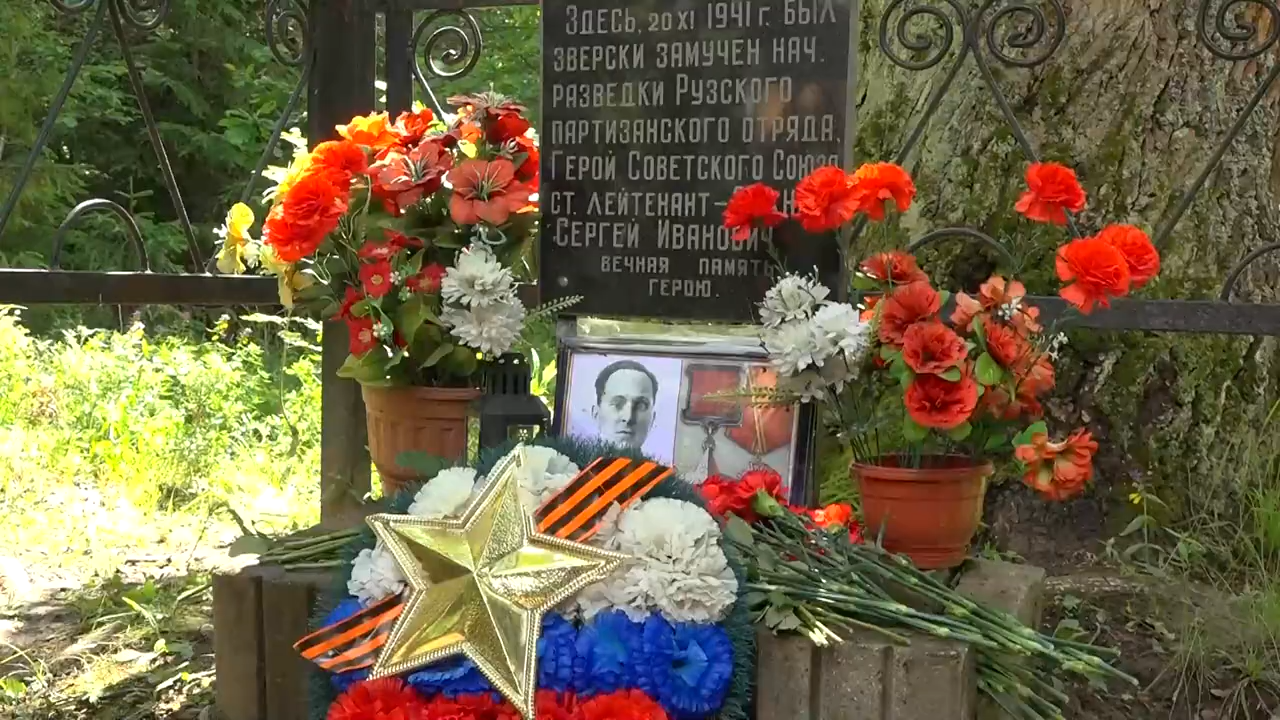 ЗДЕСЬ, 20 XI 1941 г. БЫЛ
ЗВЕРСКИ ЗАМУЧЕН НАЧ.
РАЗВЕДКИ РУЗСКОГО
ПАРТИЗАНСКОГО ОТРЯДА,
ГЕРОЙ СОВЕТСКОГО СОЮЗА
СТ. ЛЕЙТЕНАНТ –
СЕРГЕЙ ИВАНОВИЧ
ВЕЧНАЯ ПАМЯТЬ
ГЕРОЮ.